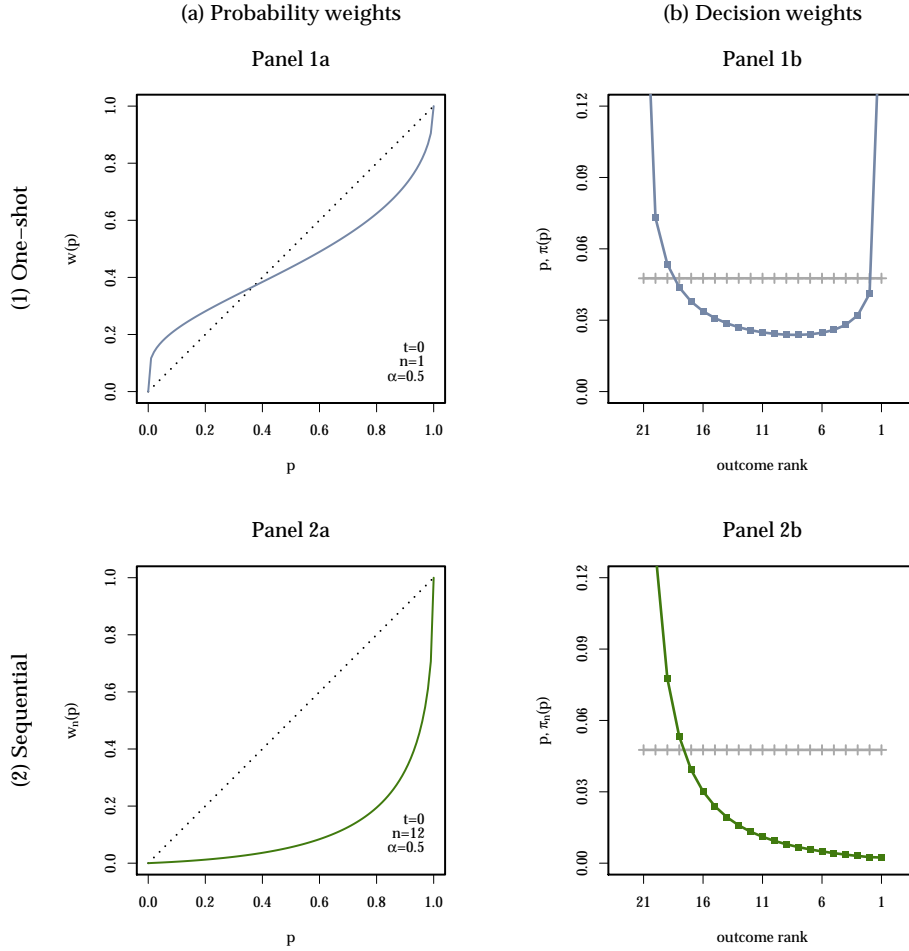 (a) Probability weights
(b) Decision weights
(1) One−shot
Panel 1a
w(p)
1.0
0.8
0.6
0.4
0.2
0.0
t=0
n=1
α=0.5
0.0 0.2 0.4 0.6 0.8 1.0
p
Panel 1b
p, π(p)
0.12
0.09
0.06
0.03
0.00
21 16 11 6 1
outcome rank
(2) Sequential
Panel 2a
wn(p)
1.0
0.8
0.6
0.4
0.2
0.0
t=0
n=12
α=0.5
0.0 0.2 0.4 0.6 0.8 1.0
p
Panel 2b
p, πn(p)
0.12
0.09
0.06
0.03
0.00
21 16 11 6 1
outcome rank